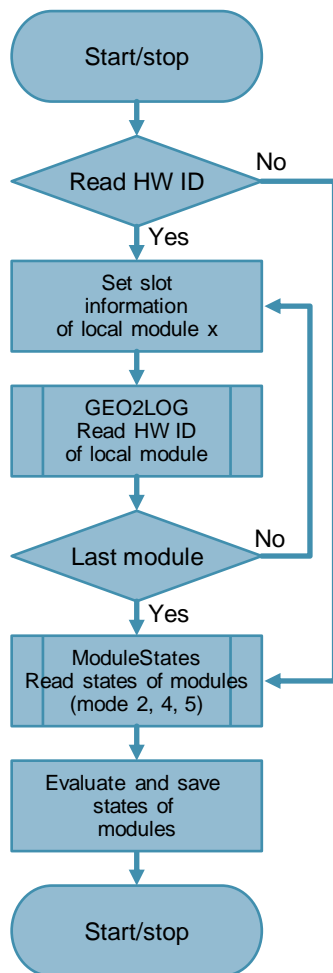 Start/stop
No
Read HW ID
Yes
Set slot
information
of local module x
GEO2LOG
Read HW ID
of local module
No
Last module
Yes
ModuleStates
Read states of modules
(mode 2, 4, 5)
Evaluate and save
states of
modules
Start/stop